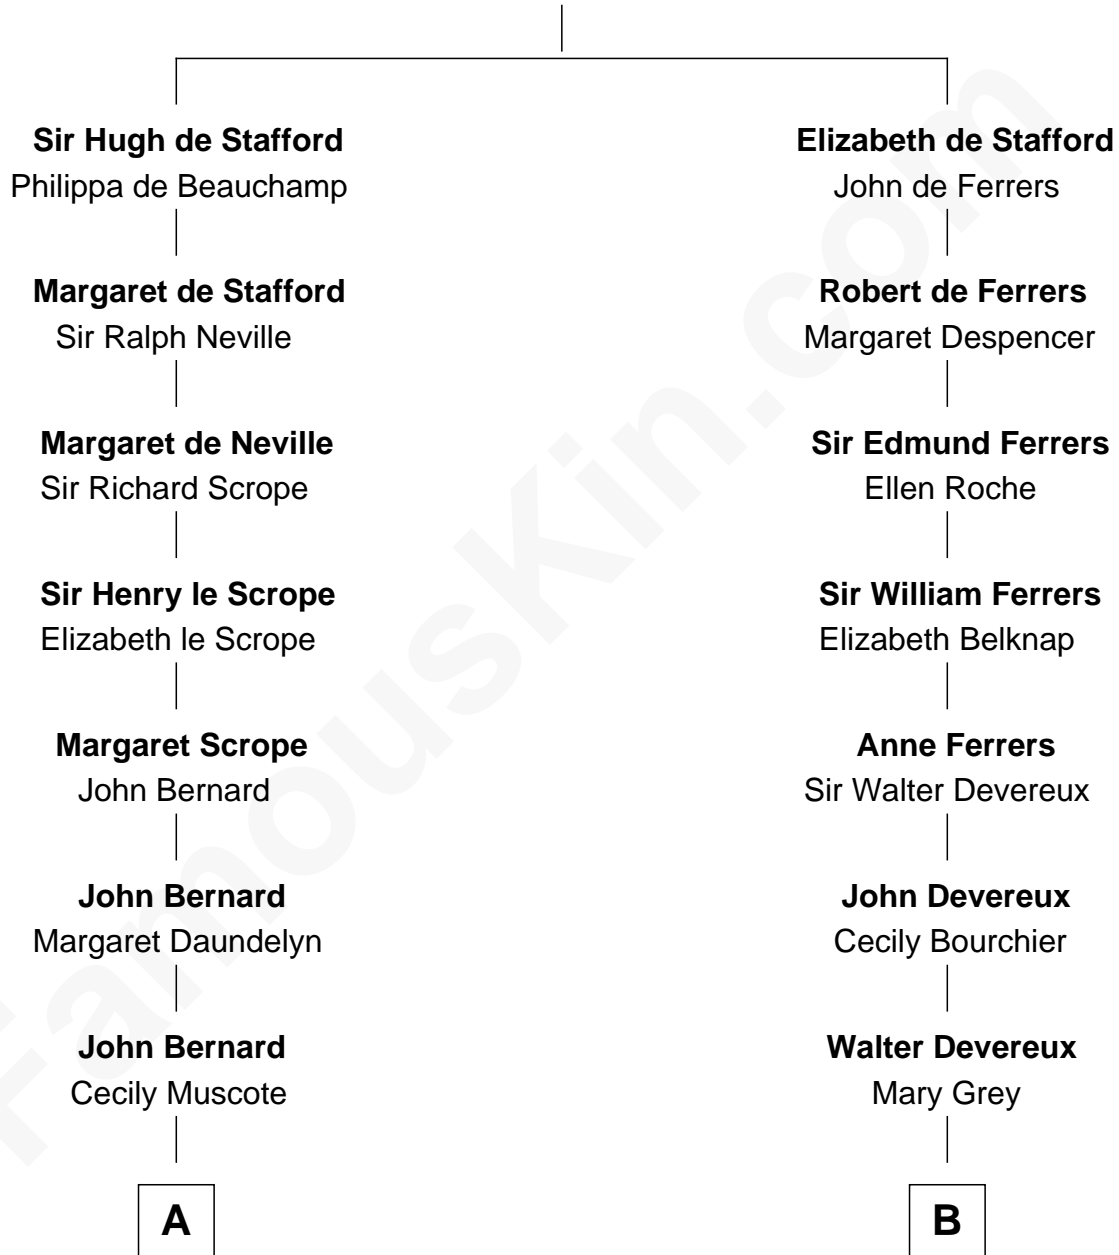 Sir Hugh de Stafford
Philippa de Beauchamp
Margaret de Stafford
Sir Ralph Neville
Margaret de Neville
Sir Richard Scrope
Sir Henry le Scrope
Elizabeth le Scrope
Margaret Scrope
John Bernard
John Bernard
Margaret Daundelyn
John Bernard
Cecily Muscote
A
Elizabeth de Stafford
John de Ferrers
Robert de Ferrers
Margaret Despencer
Sir Edmund Ferrers
Ellen Roche
Sir William Ferrers
Elizabeth Belknap
Anne Ferrers
Sir Walter Devereux
John Devereux
Cecily Bourchier
Walter Devereux
Mary Grey
B
FamousKin.com